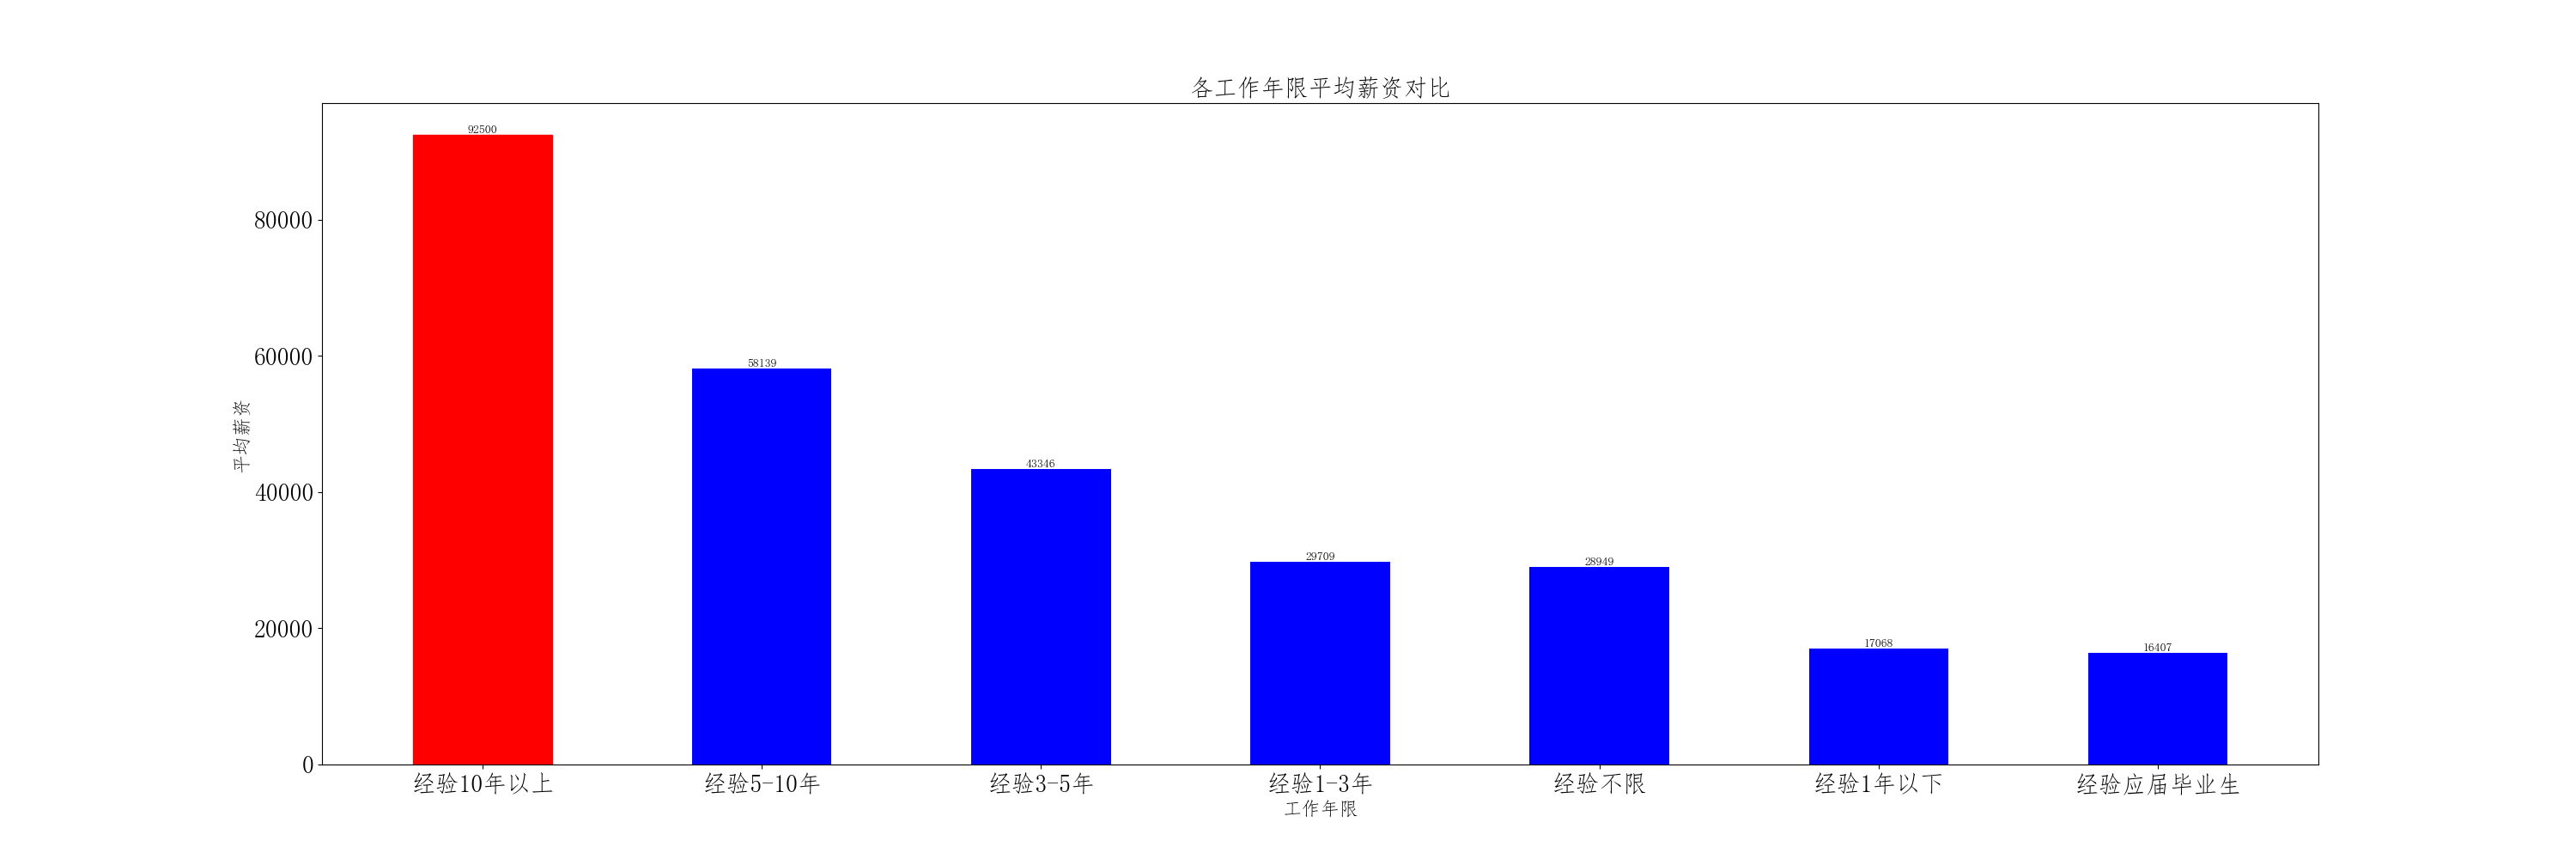 各工作年限平均薪资对比
平均薪资
80000
60000
40000
20000
0
92500
58139
43346
29709
28949
17068
16407
经验10年以上
经验5-10年
经验3-5年
经验1-3年
经验不限
经验1年以下
经验应届毕业生
工作年限